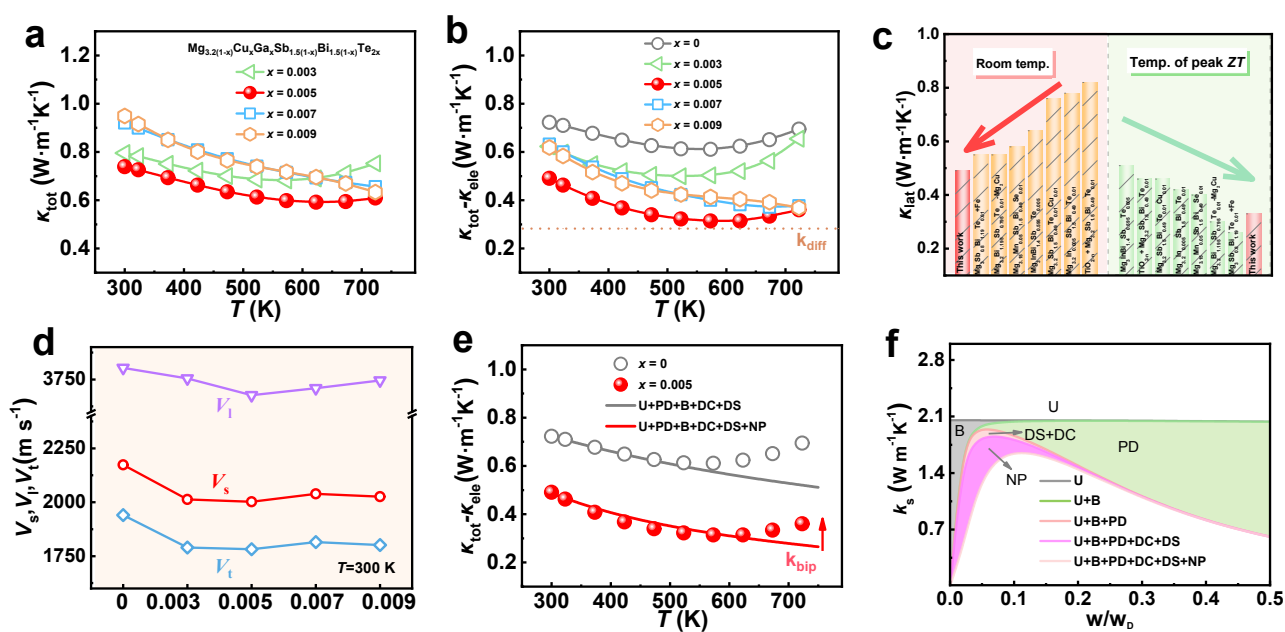 a
Mg3.2(1-x)CuxGaxSb1.5(1-x)Bi1.5(1-x)Te2x
x = 0.003
x = 0.005
x = 0.007
x = 0.009
κtot (W·m-1K-1)
1.2
1.0
0.8
0.6
0.4
300 400 500 600 700
T (K)
b
x = 0
x = 0.003
x = 0.005
x = 0.007
x = 0.009
κtot-κele(W·m-1K-1)
1.0
0.8
0.6
0.4
0.2
kdiff
300 400 500 600 700
T (K)
c
Room temp.
Temp. of peak ZT
κlat(W·m-1K-1)
1.0
0.8
0.6
0.4
0.2
This work
This work
d
Vs, Vl, Vt(m s-1)
3750
2250
2000
1750
Vl
Vs
Vt
T=300 K
0 0.003 0.005 0.007 0.009
e
x = 0
x = 0.005
U+PD+B+DC+DS
U+PD+B+DC+DS+NP
κtot-κele(W·m-1K-1)
1.0
0.8
0.6
0.4
0.2
kbip
300 400 500 600 700
T (K)
f
ks (W m-1K-1)
2.8
2.1
1.4
0.7
U
B
DS+DC
PD
NP
U
U+B
U+B+PD
U+B+PD+DC+DS
U+B+PD+DC+DS+NP
0.0 0.1 0.2 0.3 0.4 0.5
w/wD